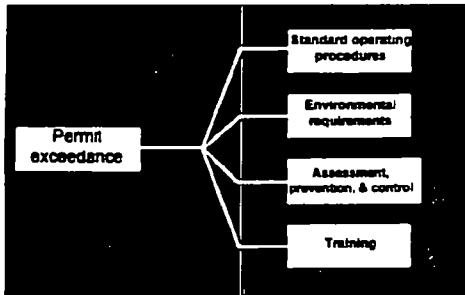 Standard operating
procedures
Environmental
requirements
Permit
exceedance
Assessment,
prevention, & control
Training